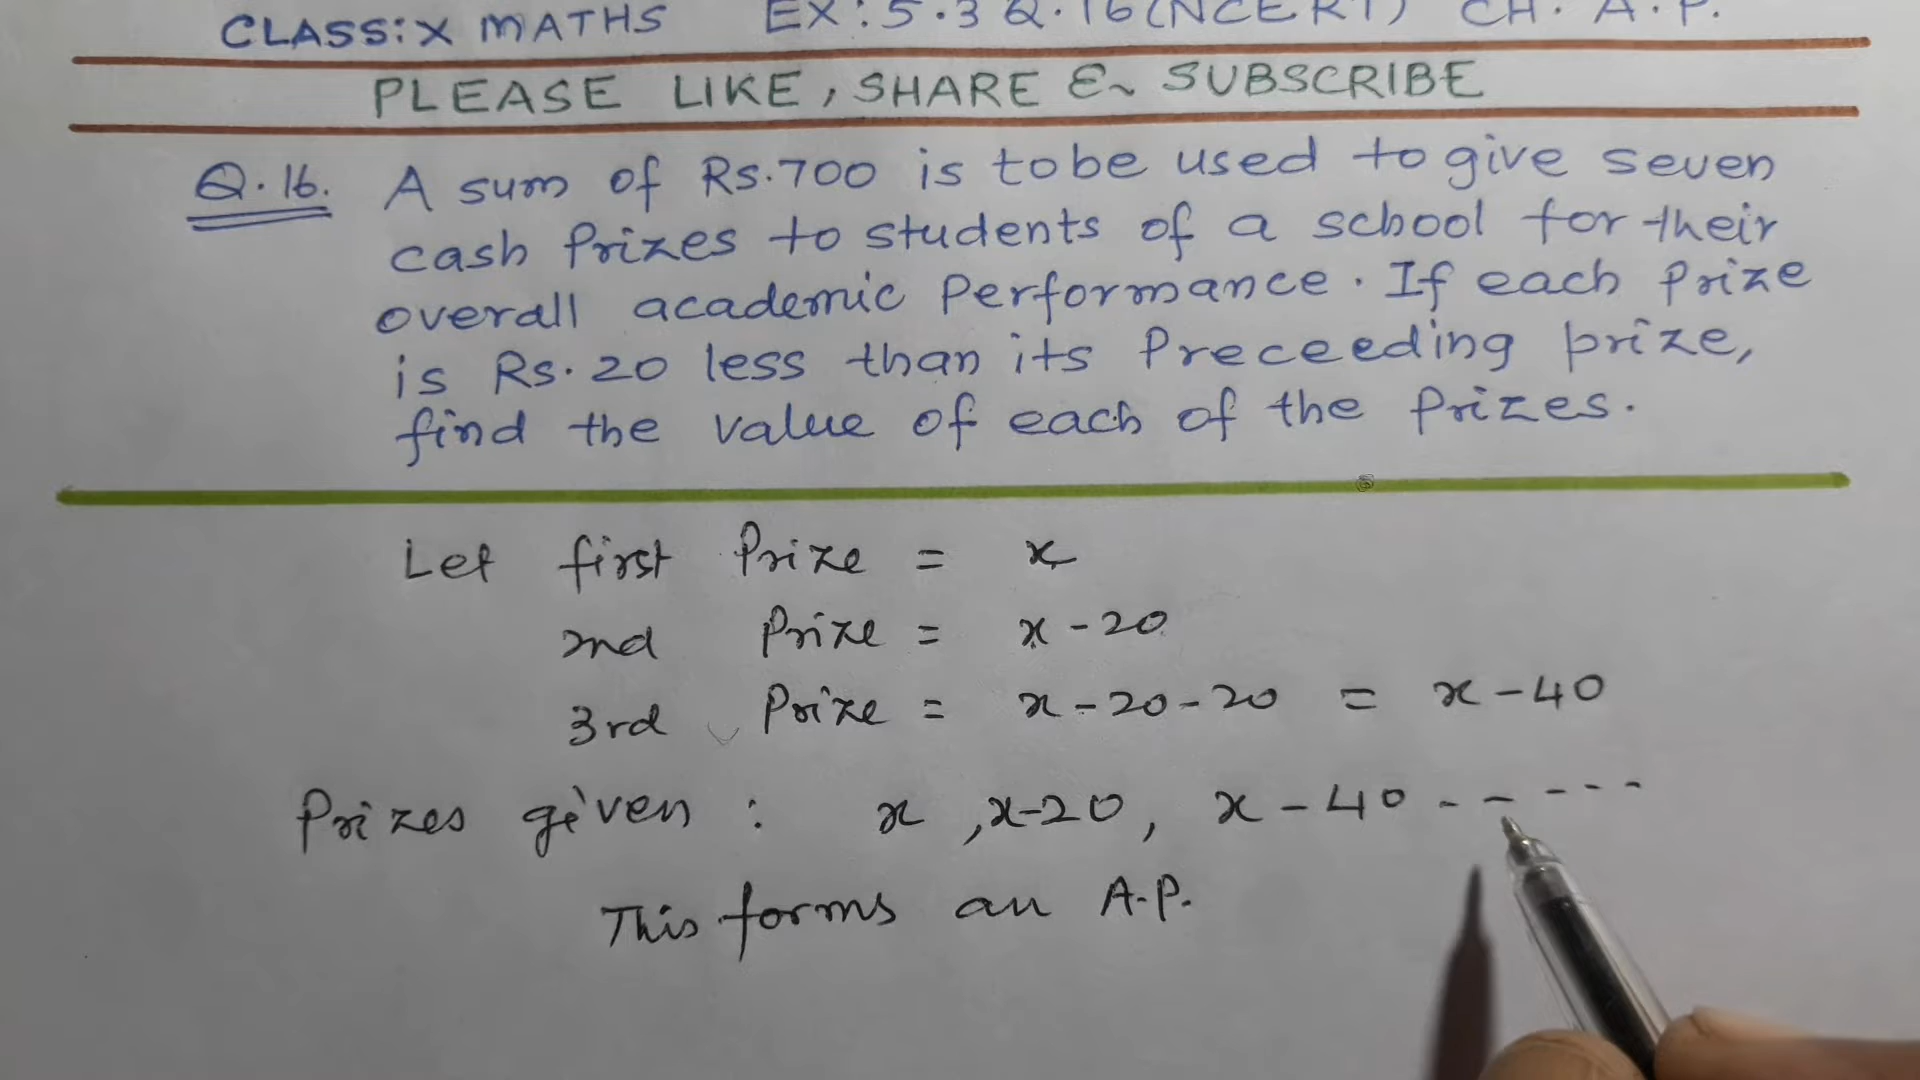 CLASS: X MATHS EX: 5.3 Q.16 (NCERT) CH. A.P.
PLEASE LIKE, SHARE & SUBSCRIBE
Q.16. A sum of Rs.700 is to be used to give seven
cash prizes to students of a school for their
overall academic Performance. If each prize
is Rs.20 less than its Preceeding prize,
find the value of each of the Prizes.
Let first Prize = x
2nd Prize = x - 20
3rd Prize = x - 20 - 20 = x - 40
Prizes given : x, x-20, x - 40 - - - - -
This forms an A.P.